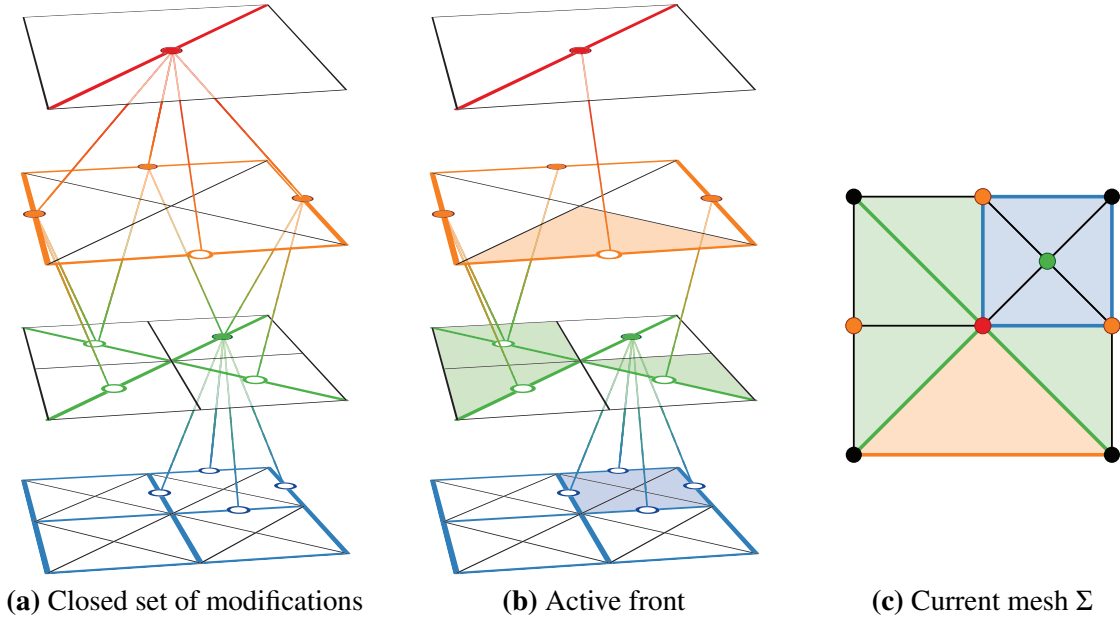 (a) Closed set of modifications
(b) Active front
(c) Current mesh Σ